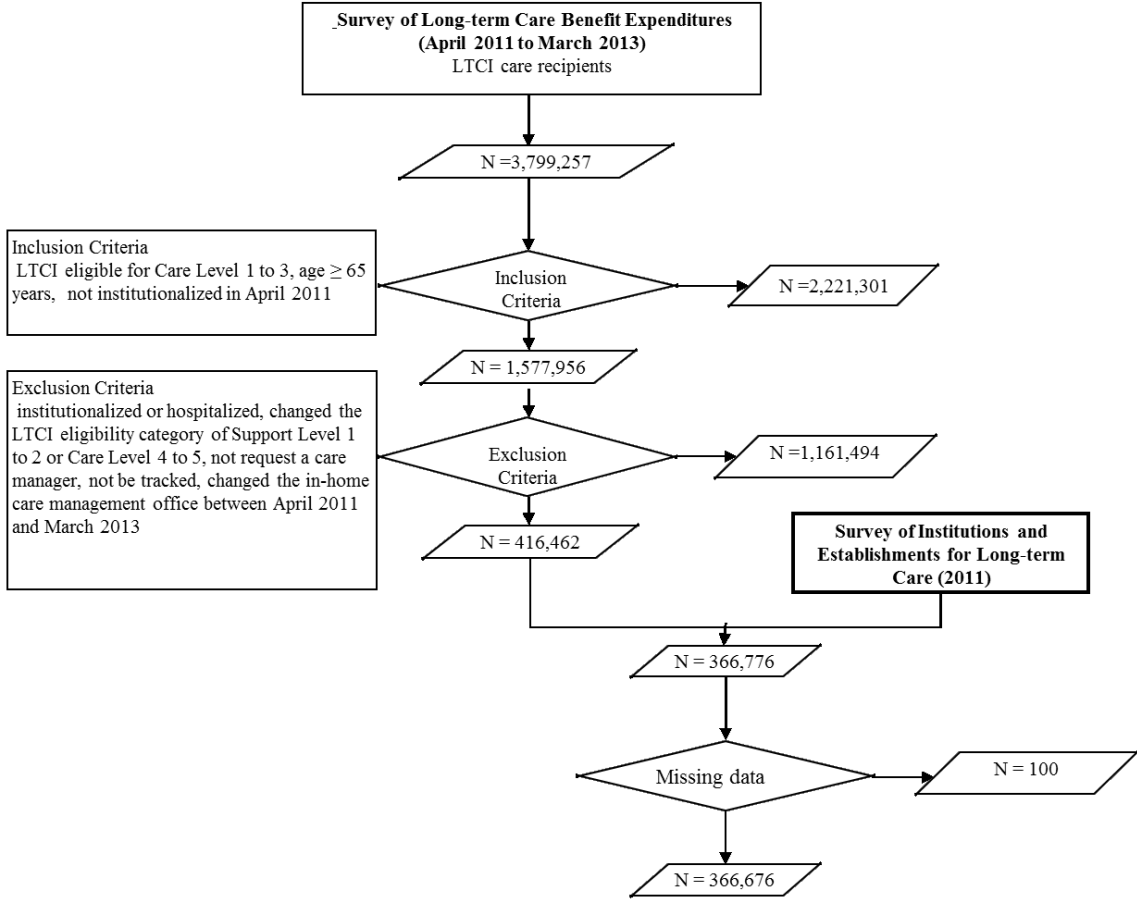 Survey of Long-term Care Benefit Expenditures
(April 2011 to March 2013)
LTCI care recipients
N =3,799,257
Inclusion Criteria
LTCI eligible for Care Level 1 to 3, age ≥ 65
years, not institutionalized in April 2011
Inclusion
Criteria
N =2,221,301
N = 1,577,956
Exclusion Criteria
institutionalized or hospitalized, changed the
LTCI eligibility category of Support Level 1
to 2 or Care Level 4 to 5, not request a care
manager, not be tracked, changed the in-home
care management office between April 2011
and March 2013
Exclusion
Criteria
N =1,161,494
N = 416,462
Survey of Institutions and
Establishments for Long-term
Care (2011)
N = 366,776
Missing data
N = 100
N = 366,676